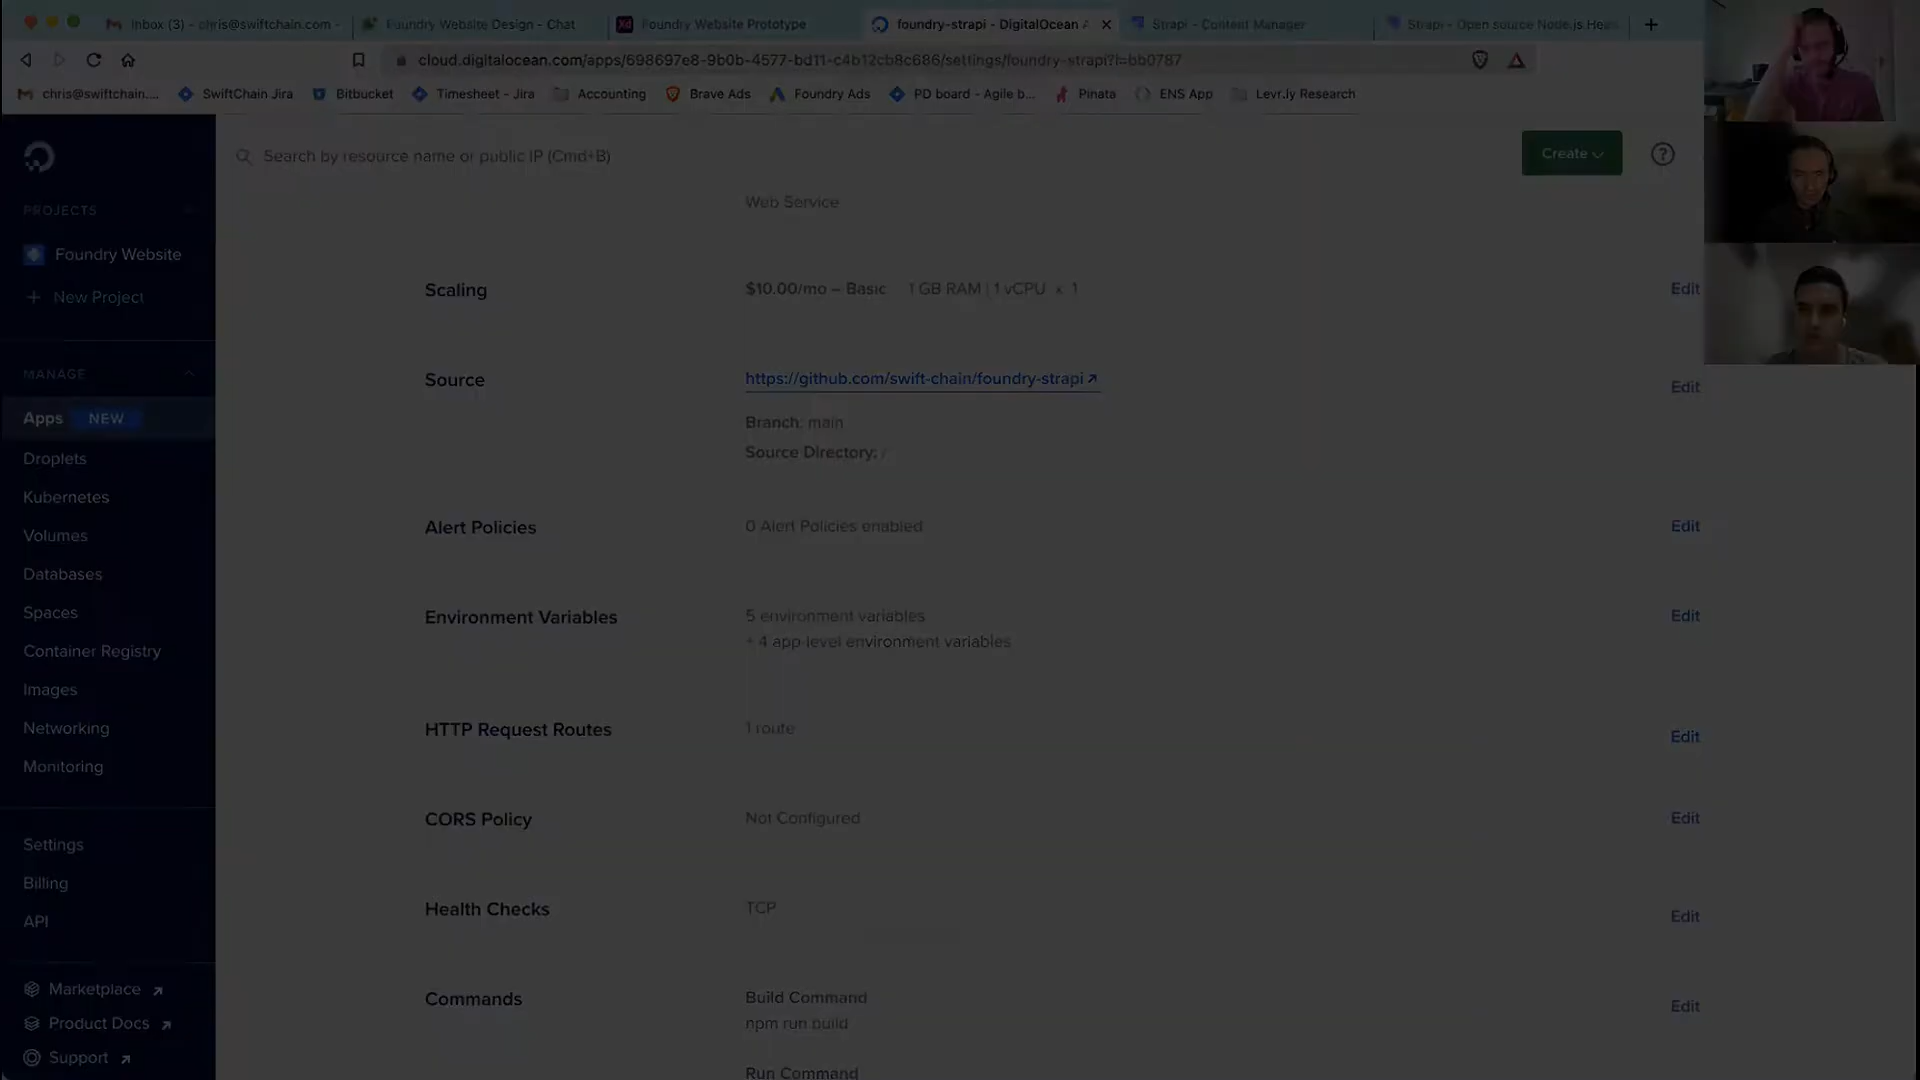 Inbox (3) - chris@swiftchain.com -
Foundry Website Design - Chat
Foundry Website Prototype
foundry-strapi - DigitalOcean A
Strapi - Content Manager
Strapi - Open source Node.js Hea
cloud.digitalocean.com/apps/698697e8-9b0b-4577-bd11-c4b12cb8c686/settings/foundry-strapi?i=bb0787
chris@swiftchain....
SwiftChain Jira
Bitbucket
Timesheet - Jira
Accounting
Brave Ads
Foundry Ads
PD board - Agile b...
Pinata
ENS App
Levr.ly Research
Search by resource name or public IP (Cmd+B)
Create
?
PROJECTS
Foundry Website
+ New Project
MANAGE
Apps NEW
Droplets
Kubernetes
Volumes
Databases
Spaces
Container Registry
Images
Networking
Monitoring
Settings
Billing
API
Marketplace
Product Docs
Support
Web Service
Scaling
$10.00/mo – Basic 1 GB RAM | 1 vCPU x 1
Edit
Source
https://github.com/swift-chain/foundry-strapi
Edit
Branch: main
Source Directory: /
Alert Policies
0 Alert Policies enabled
Edit
Environment Variables
5 environment variables
+ 4 app-level environment variables
Edit
HTTP Request Routes
1 route
Edit
CORS Policy
Not Configured
Edit
Health Checks
TCP
Edit
Commands
Build Command
npm run build
Edit
Run Command